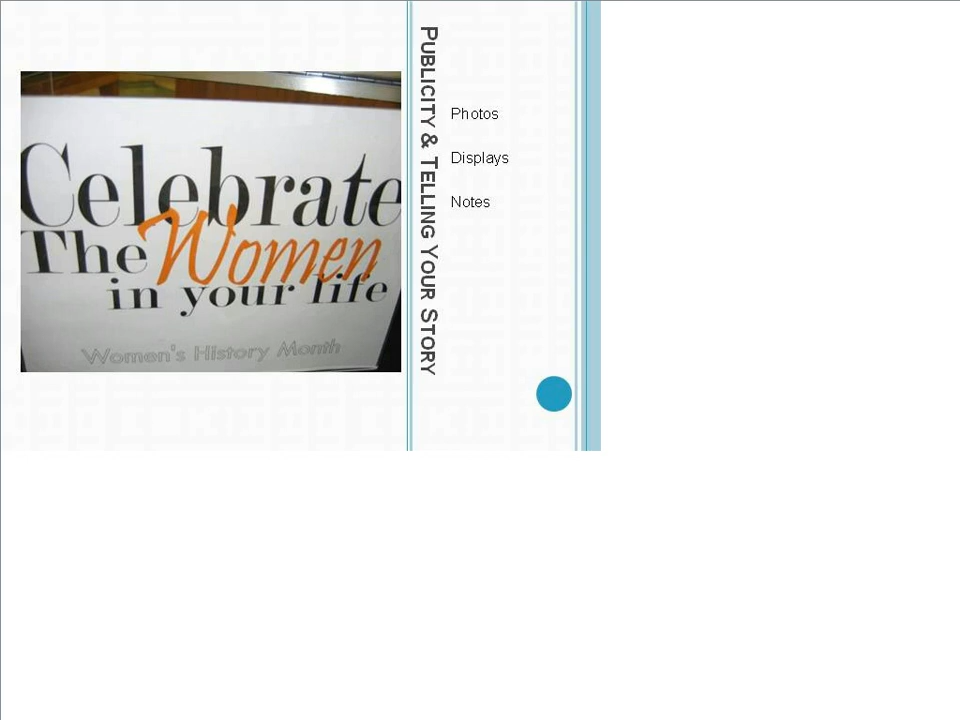 Celebrate
The Women
in your life
Women's History Month
PUBLICITY & TELLING YOUR STORY
Photos
Displays
Notes